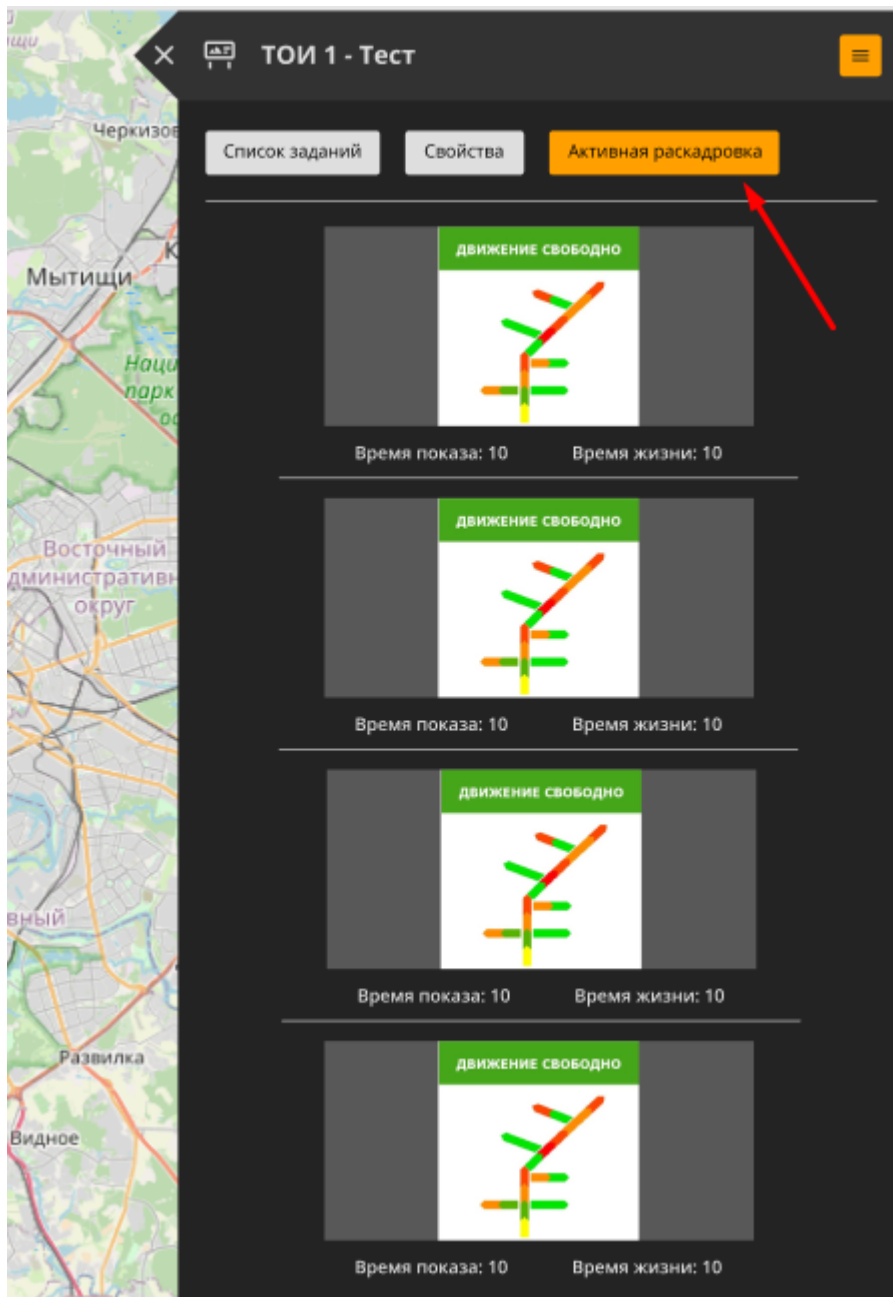 ТОИ 1 - Тест
Черкизов
Список заданий
Свойства
Активная раскадровка
Мытищи
Наци
парк
ДВИЖЕНИЕ СВОБОДНО
Время показа: 10 Время жизни: 10
ДВИЖЕНИЕ СВОБОДНО
Восточный
дминистративн
округ
Время показа: 10 Время жизни: 10
ДВИЖЕНИЕ СВОБОДНО
вный
Время показа: 10 Время жизни: 10
Развилка
ДВИЖЕНИЕ СВОБОДНО
Видное
Время показа: 10 Время жизни: 10